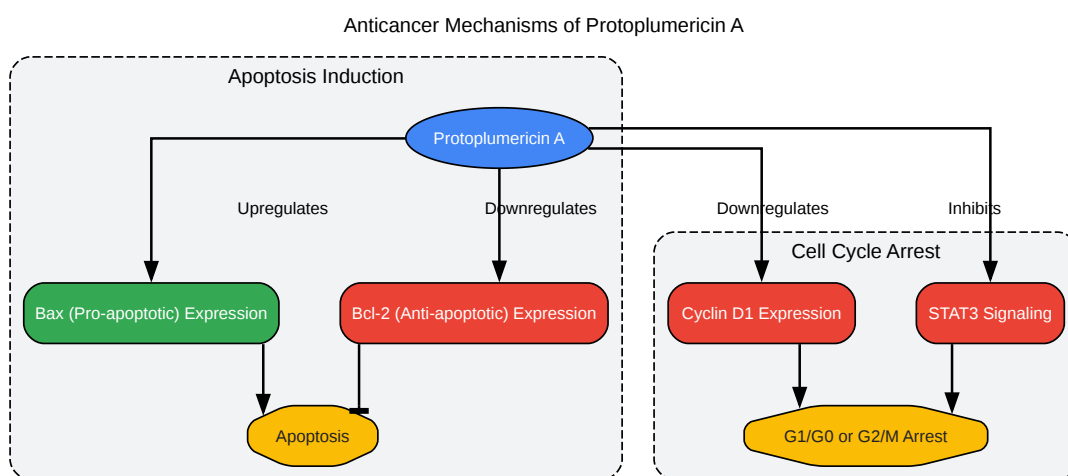 Anticancer Mechanisms of Protoplumericin A
Apoptosis Induction
Protoplumericin A
Upregulates
Downregulates
Downregulates
Inhibits
Cell Cycle Arrest
Bax (Pro-apoptotic) Expression
Bcl-2 (Anti-apoptotic) Expression
Cyclin D1 Expression
STAT3 Signaling
Apoptosis
G1/G0 or G2/M Arrest